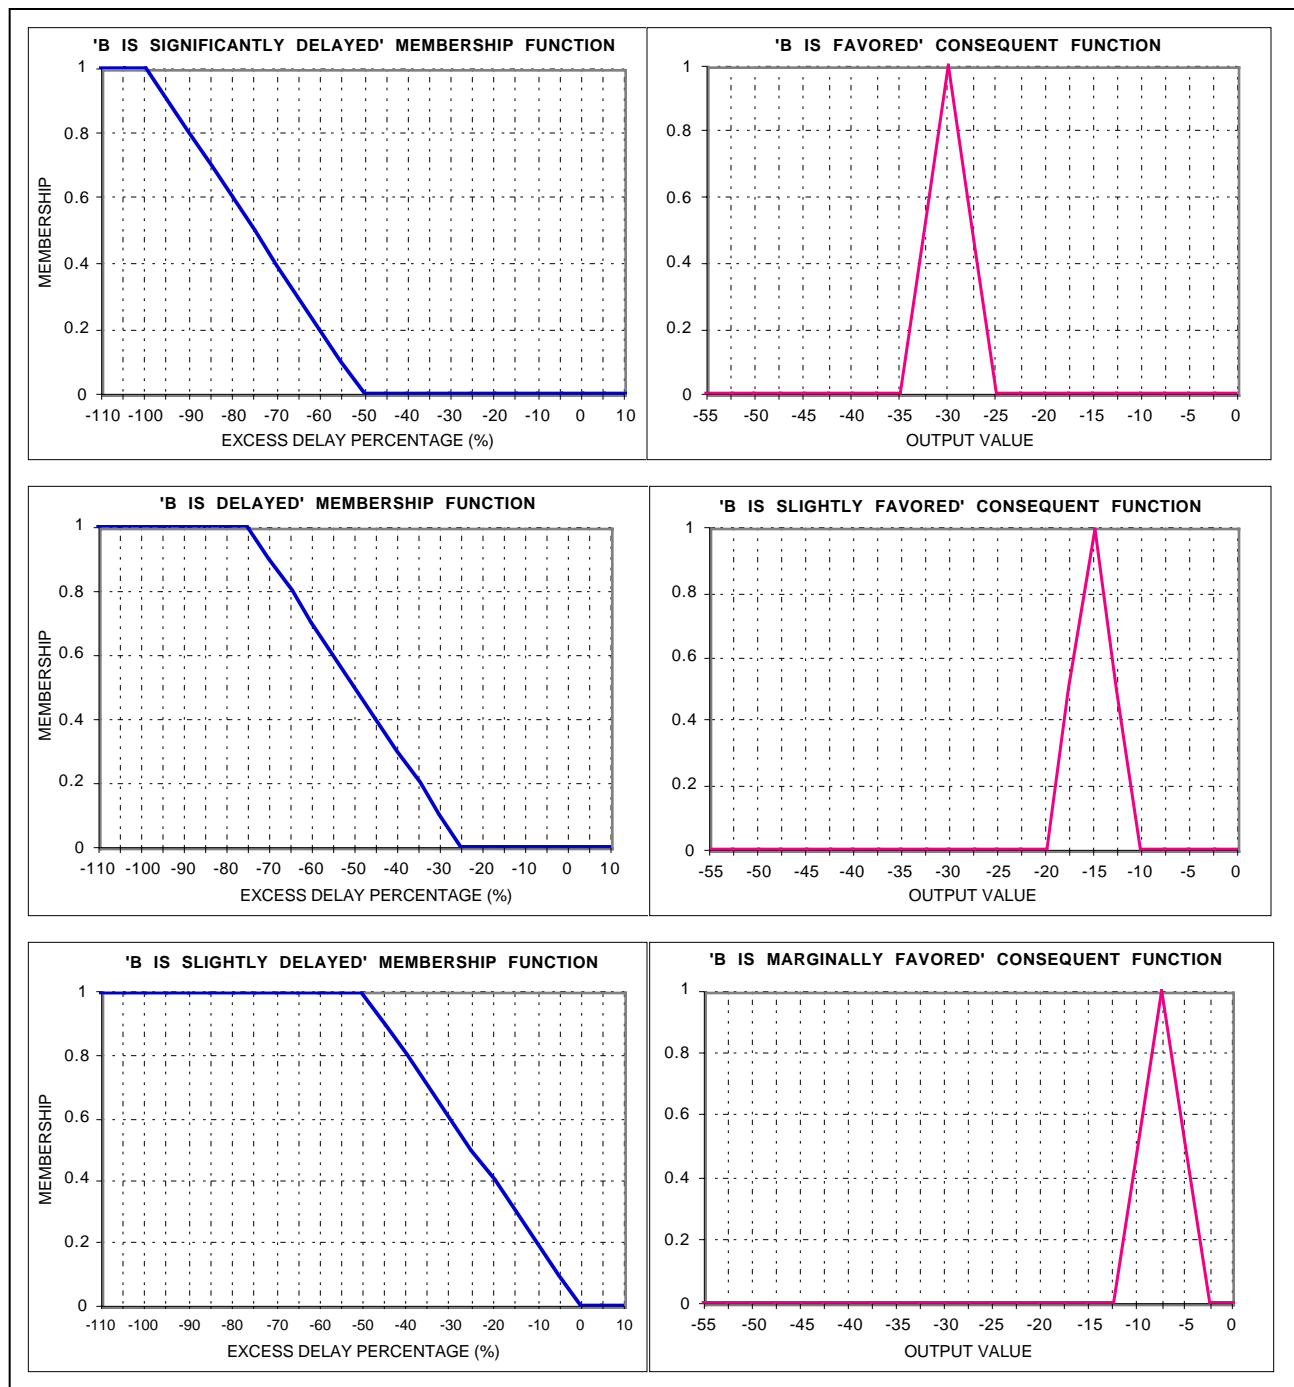 'B IS SIGNIFICANTLY DELAYED' MEMBERSHIP FUNCTION
MEMBERSHIP
1
0.8
0.6
0.4
0.2
0
-110 -100 -90 -80 -70 -60 -50 -40 -30 -20 -10 0 10
EXCESS DELAY PERCENTAGE (%)
'B IS FAVORED' CONSEQUENT FUNCTION
1
0.8
0.6
0.4
0.2
0
-55 -50 -45 -40 -35 -30 -25 -20 -15 -10 -5 0
OUTPUT VALUE
'B IS DELAYED' MEMBERSHIP FUNCTION
MEMBERSHIP
1
0.8
0.6
0.4
0.2
0
-110 -100 -90 -80 -70 -60 -50 -40 -30 -20 -10 0 10
EXCESS DELAY PERCENTAGE (%)
'B IS SLIGHTLY FAVORED' CONSEQUENT FUNCTION
1
0.8
0.6
0.4
0.2
0
-55 -50 -45 -40 -35 -30 -25 -20 -15 -10 -5 0
OUTPUT VALUE
'B IS SLIGHTLY DELAYED' MEMBERSHIP FUNCTION
MEMBERSHIP
1
0.8
0.6
0.4
0.2
0
-110 -100 -90 -80 -70 -60 -50 -40 -30 -20 -10 0 10
EXCESS DELAY PERCENTAGE (%)
'B IS MARGINALLY FAVORED' CONSEQUENT FUNCTION
1
0.8
0.6
0.4
0.2
0
-55 -50 -45 -40 -35 -30 -25 -20 -15 -10 -5 0
OUTPUT VALUE